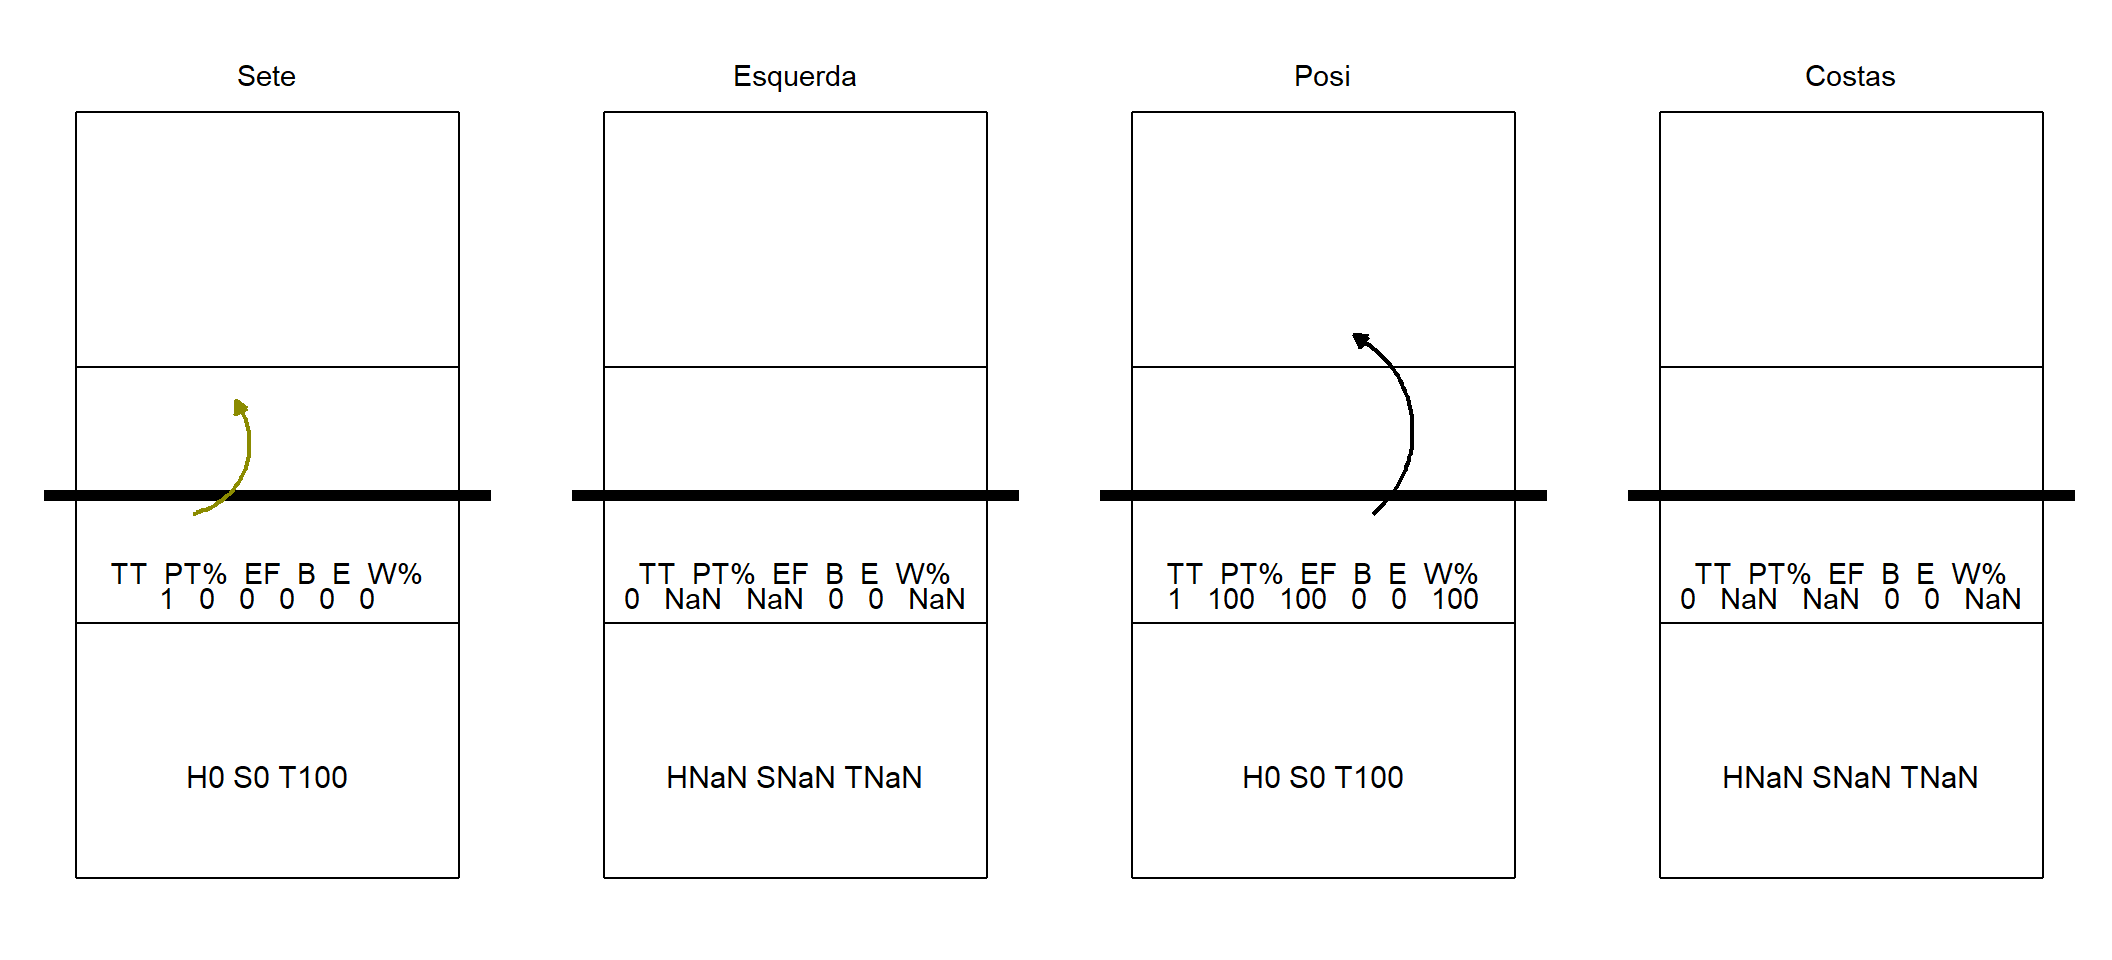 Sete
TT PT% EF B E W%
1 0 0 0 0 0
H0 S0 T100
Esquerda
TT PT% EF B E W%
0 NaN NaN 0 0 NaN
HNaN SNaN TNaN
Posi
TT PT% EF B E W%
1 100 100 0 0 100
H0 S0 T100
Costas
TT PT% EF B E W%
0 NaN NaN 0 0 NaN
HNaN SNaN TNaN